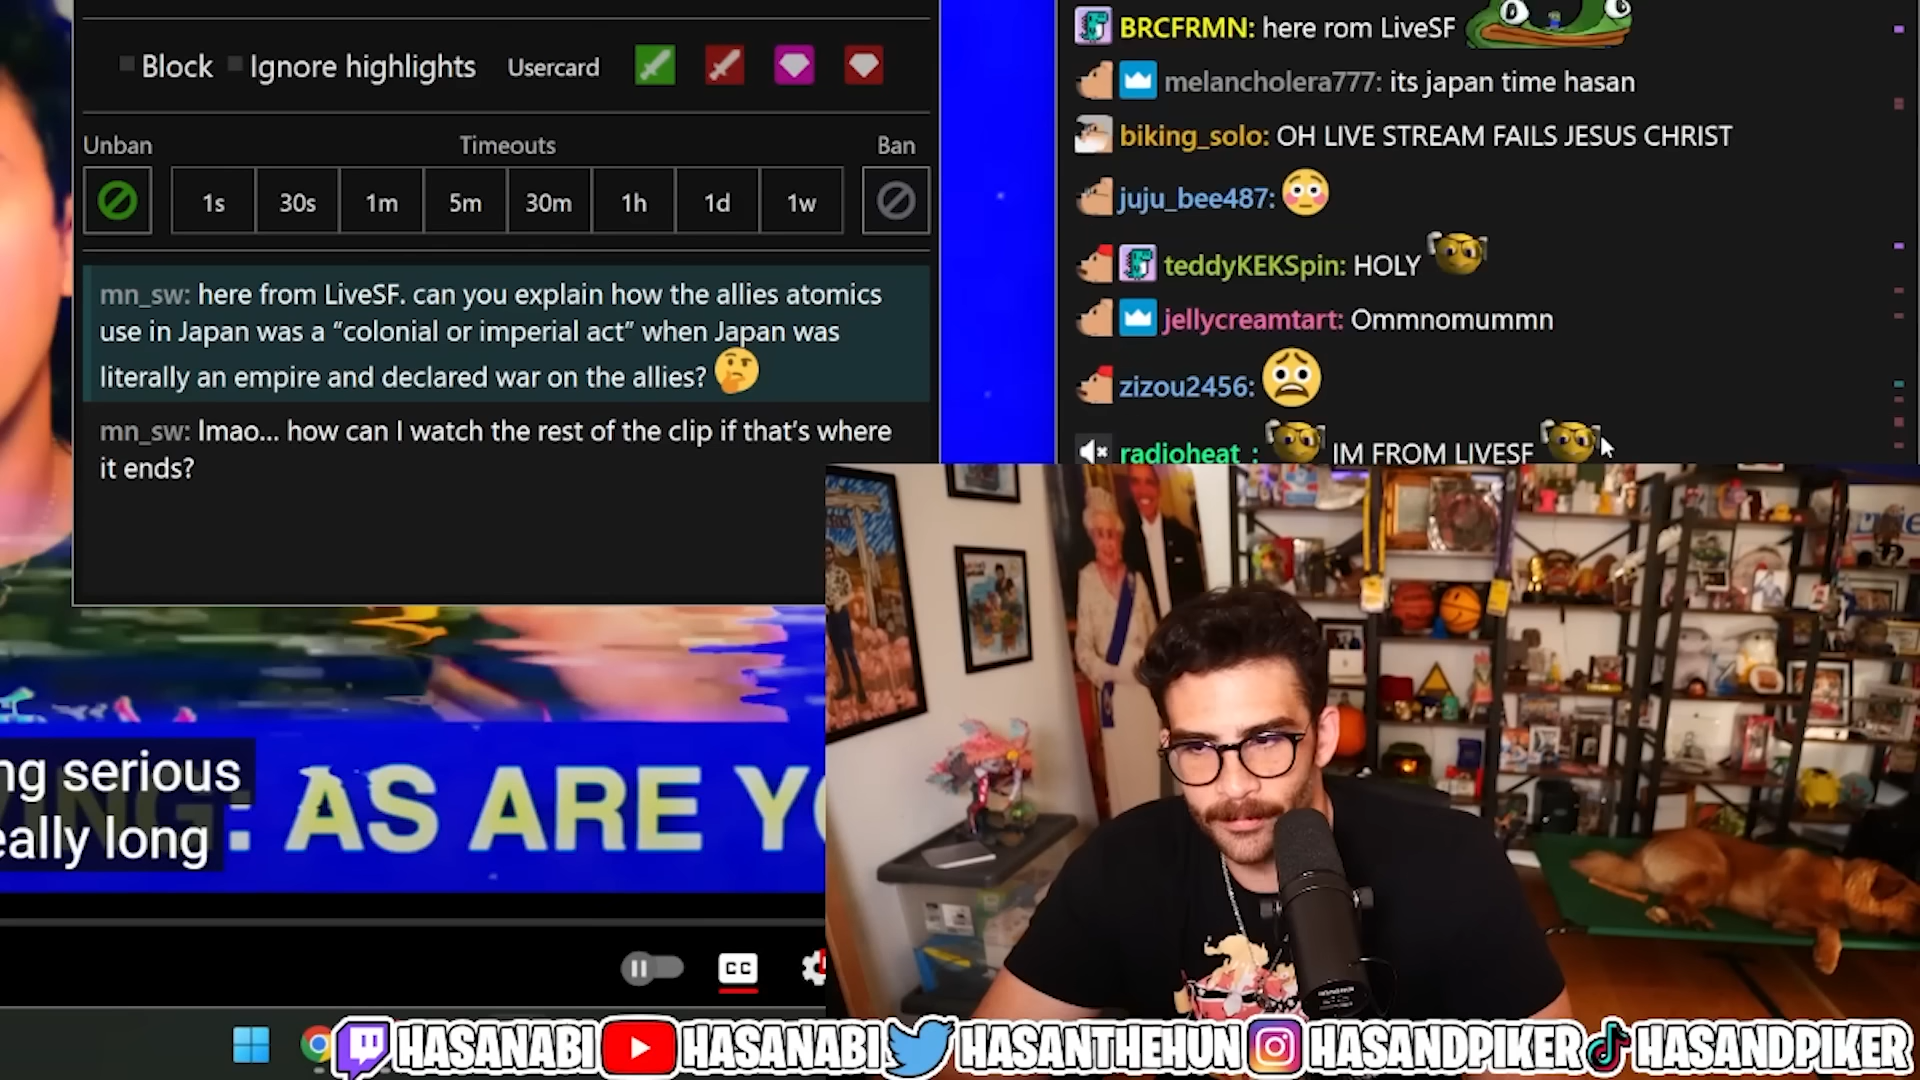 Block Ignore highlights Usercard
Unban Timeouts Ban
1s 30s 1m 5m 30m 1h 1d 1w
mn_sw: here from LiveSF. can you explain how the allies atomics
use in Japan was a “colonial or imperial act” when Japan was
literally an empire and declared war on the allies?
mn_sw: lmao... how can I watch the rest of the clip if that's where
it ends?
BRCFRMN: here rom LiveSF
melancholera777: its japan time hasan
biking_solo: OH LIVE STREAM FAILS JESUS CHRIST
juju_bee487:
teddyKEKSpin: HOLY
jellycreamtart: Ommnomummn
zizou2456:
radioheat_: IM FROM LIVESF
ng serious
eally long
: AS ARE YO
CC
HASANABI HASANABI HASANTHEHUN HASANDPIKER HASANDPIKER